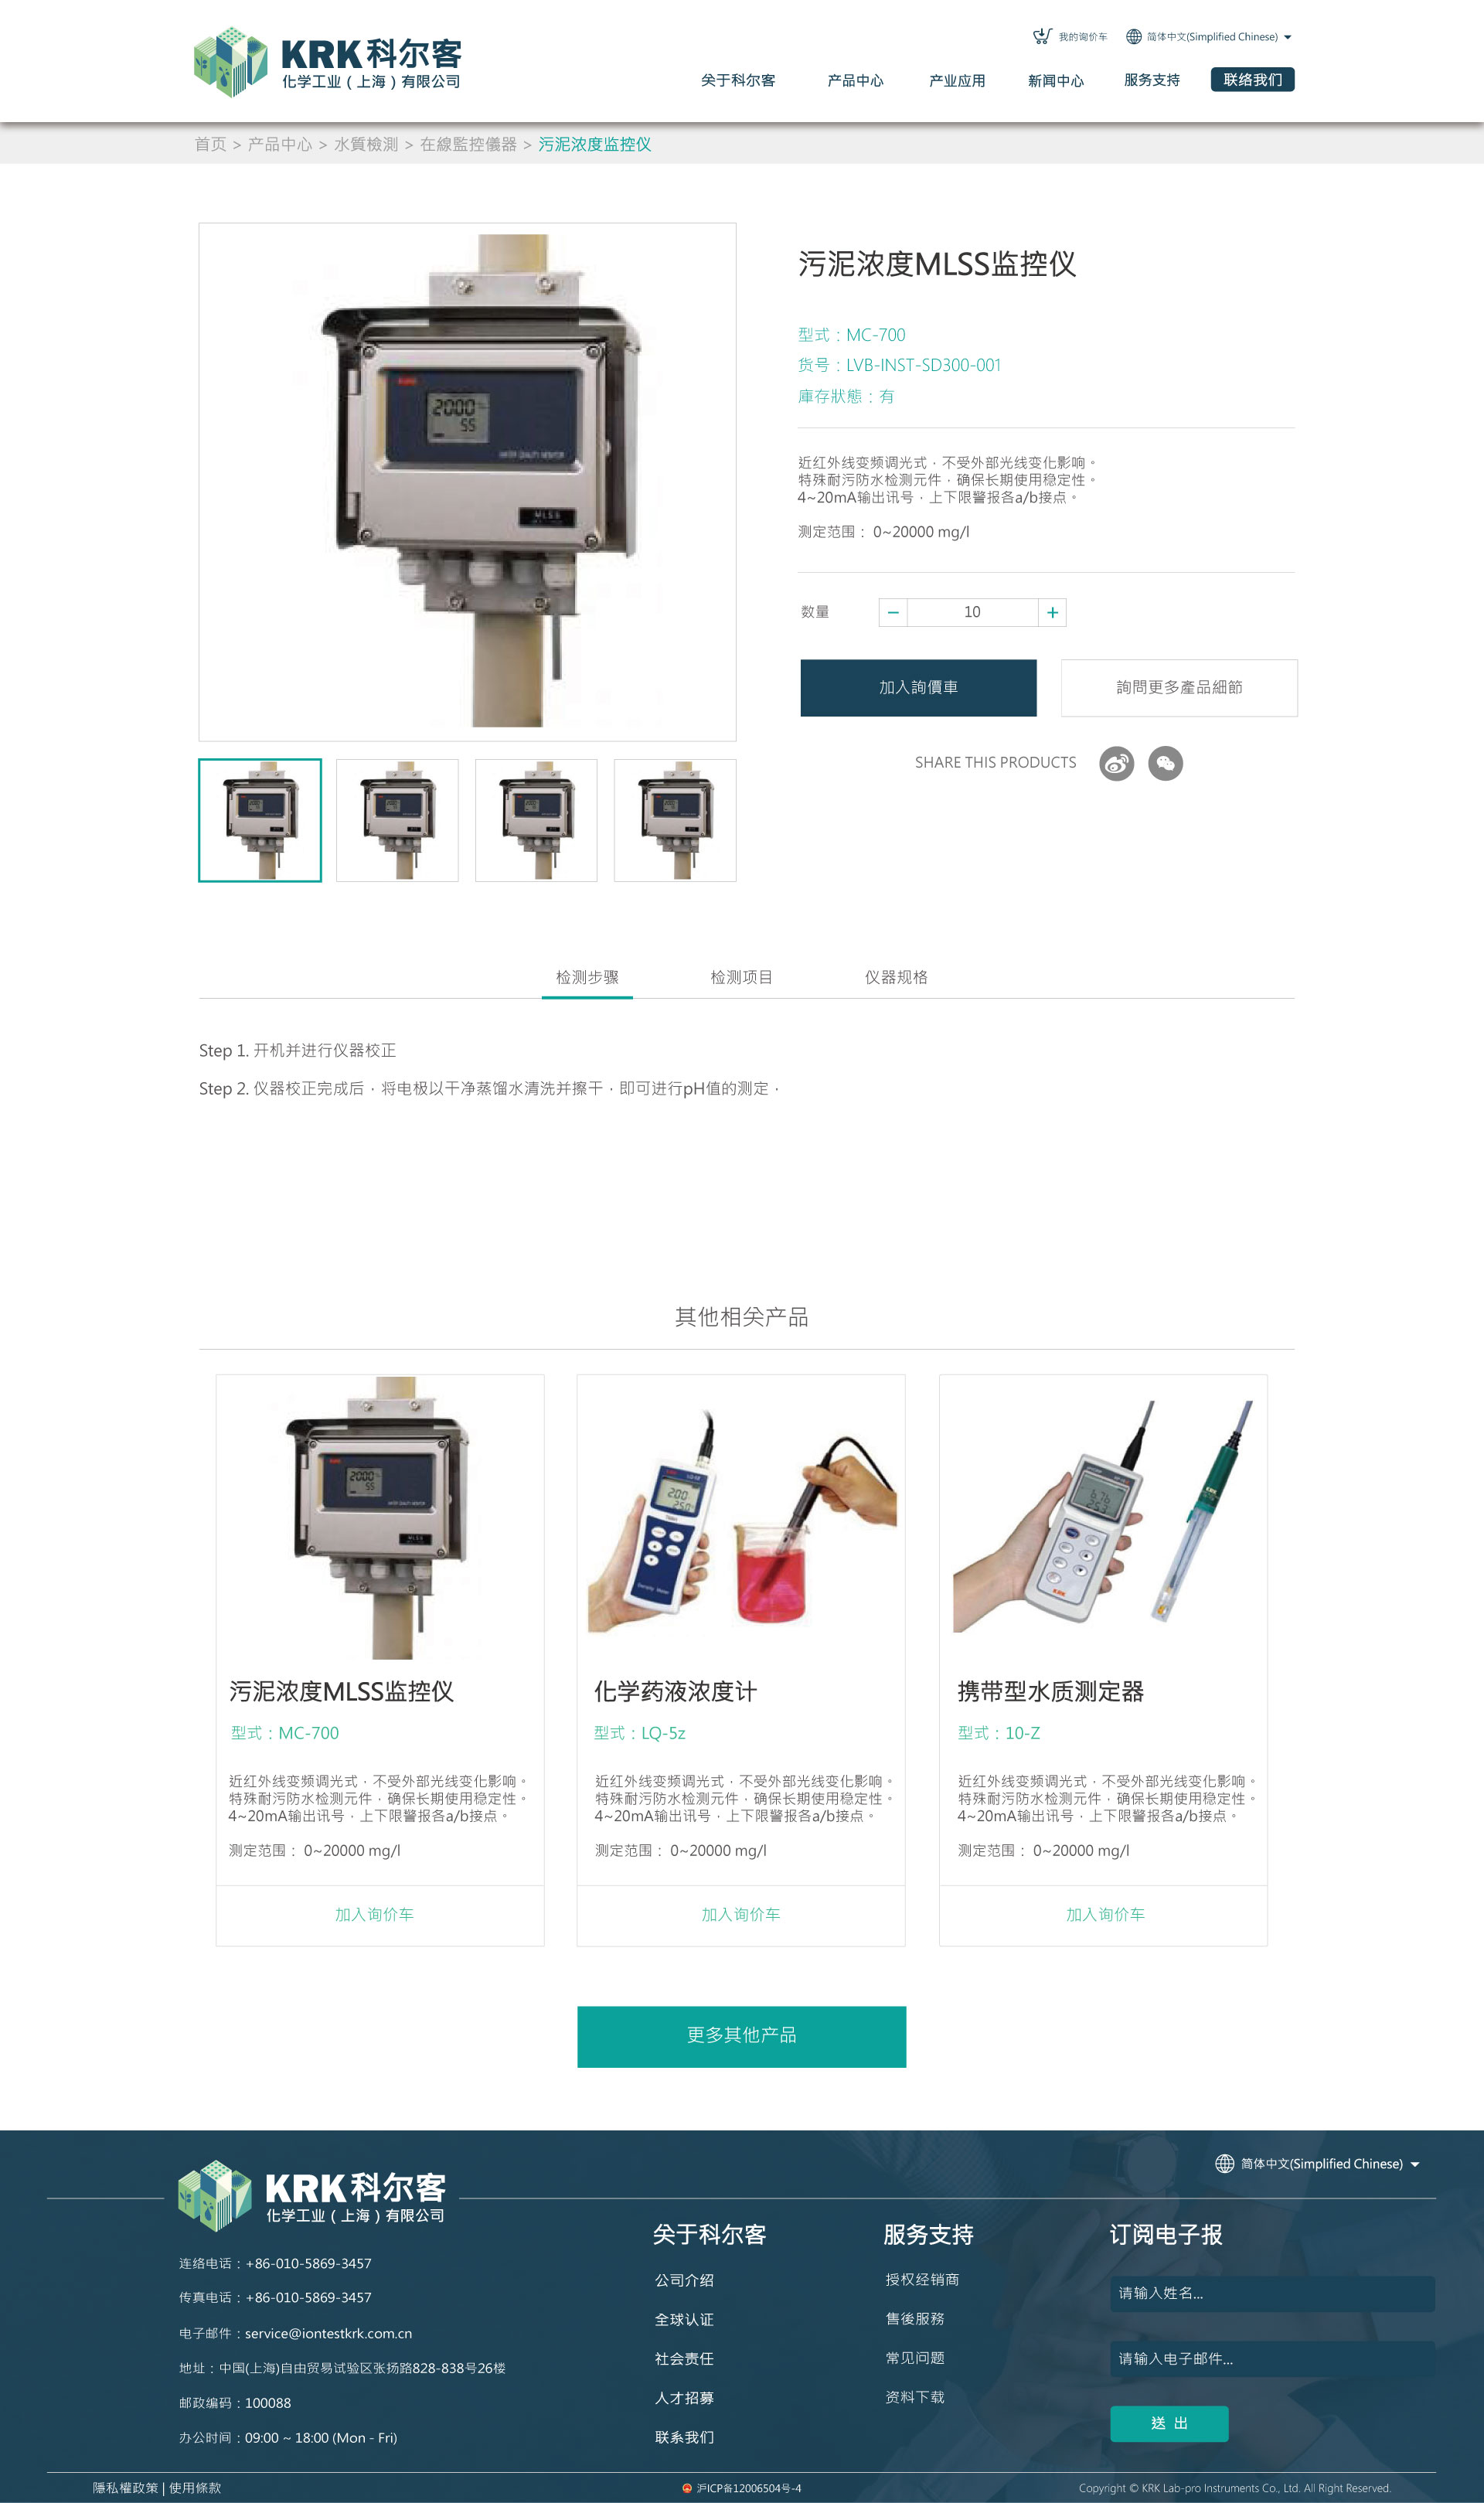 KRK科尔客
化学工业（上海）有限公司
我的询价车
简体中文(Simplified Chinese)
关于科尔客
产品中心
产业应用
新闻中心
服务支持
联络我们
首页 > 产品中心 > 水質檢測 > 在線監控儀器 > 污泥浓度监控仪
KRK
2000
SS
WATER QUALITY MONITOR
MLSS
污泥浓度MLSS监控仪
型式：MC-700
货号：LVB-INST-SD300-001
庫存狀態：有
近红外线变频调光式，不受外部光线变化影响。
特殊耐污防水检测元件，确保长期使用稳定性。
4~20mA输出讯号，上下限警报各a/b接点。
测定范围： 0~20000 mg/l
数量
− 10 +
加入詢價車
詢問更多產品細節
SHARE THIS PRODUCTS
检测步骤
检测项目
仪器规格
Step 1. 开机并进行仪器校正
Step 2. 仪器校正完成后，将电极以干净蒸馏水清洗并擦干，即可进行pH值的测定，
其他相关产品
2000
SS
MLSS
污泥浓度MLSS监控仪
型式：MC-700
近红外线变频调光式，不受外部光线变化影响。
特殊耐污防水检测元件，确保长期使用稳定性。
4~20mA输出讯号，上下限警报各a/b接点。
测定范围： 0~20000 mg/l
加入询价车
KRK
LQ-5Z
200
25.0
Density Meter
化学药液浓度计
型式：LQ-5z
近红外线变频调光式，不受外部光线变化影响。
特殊耐污防水检测元件，确保长期使用稳定性。
4~20mA输出讯号，上下限警报各a/b接点。
测定范围： 0~20000 mg/l
加入询价车
6.76
25.3
KRK
KRK
携带型水质测定器
型式：10-Z
近红外线变频调光式，不受外部光线变化影响。
特殊耐污防水检测元件，确保长期使用稳定性。
4~20mA输出讯号，上下限警报各a/b接点。
测定范围： 0~20000 mg/l
加入询价车
更多其他产品
简体中文(Simplified Chinese)
KRK科尔客
化学工业（上海）有限公司
连络电话：+86-010-5869-3457
传真电话：+86-010-5869-3457
电子邮件：service@iontestkrk.com.cn
地址：中国(上海)自由贸易试验区张扬路828-838号26楼
邮政编码：100088
办公时间：09:00 ~ 18:00 (Mon - Fri)
关于科尔客
公司介绍
全球认证
社会责任
人才招募
联系我们
服务支持
授权经销商
售後服務
常见问题
资料下载
订阅电子报
请输入姓名...
请输入电子邮件...
送 出
隱私權政策 | 使用條款
沪ICP备12006504号-4
Copyright © KRK Lab-pro Instruments Co., Ltd. All Right Reserved.